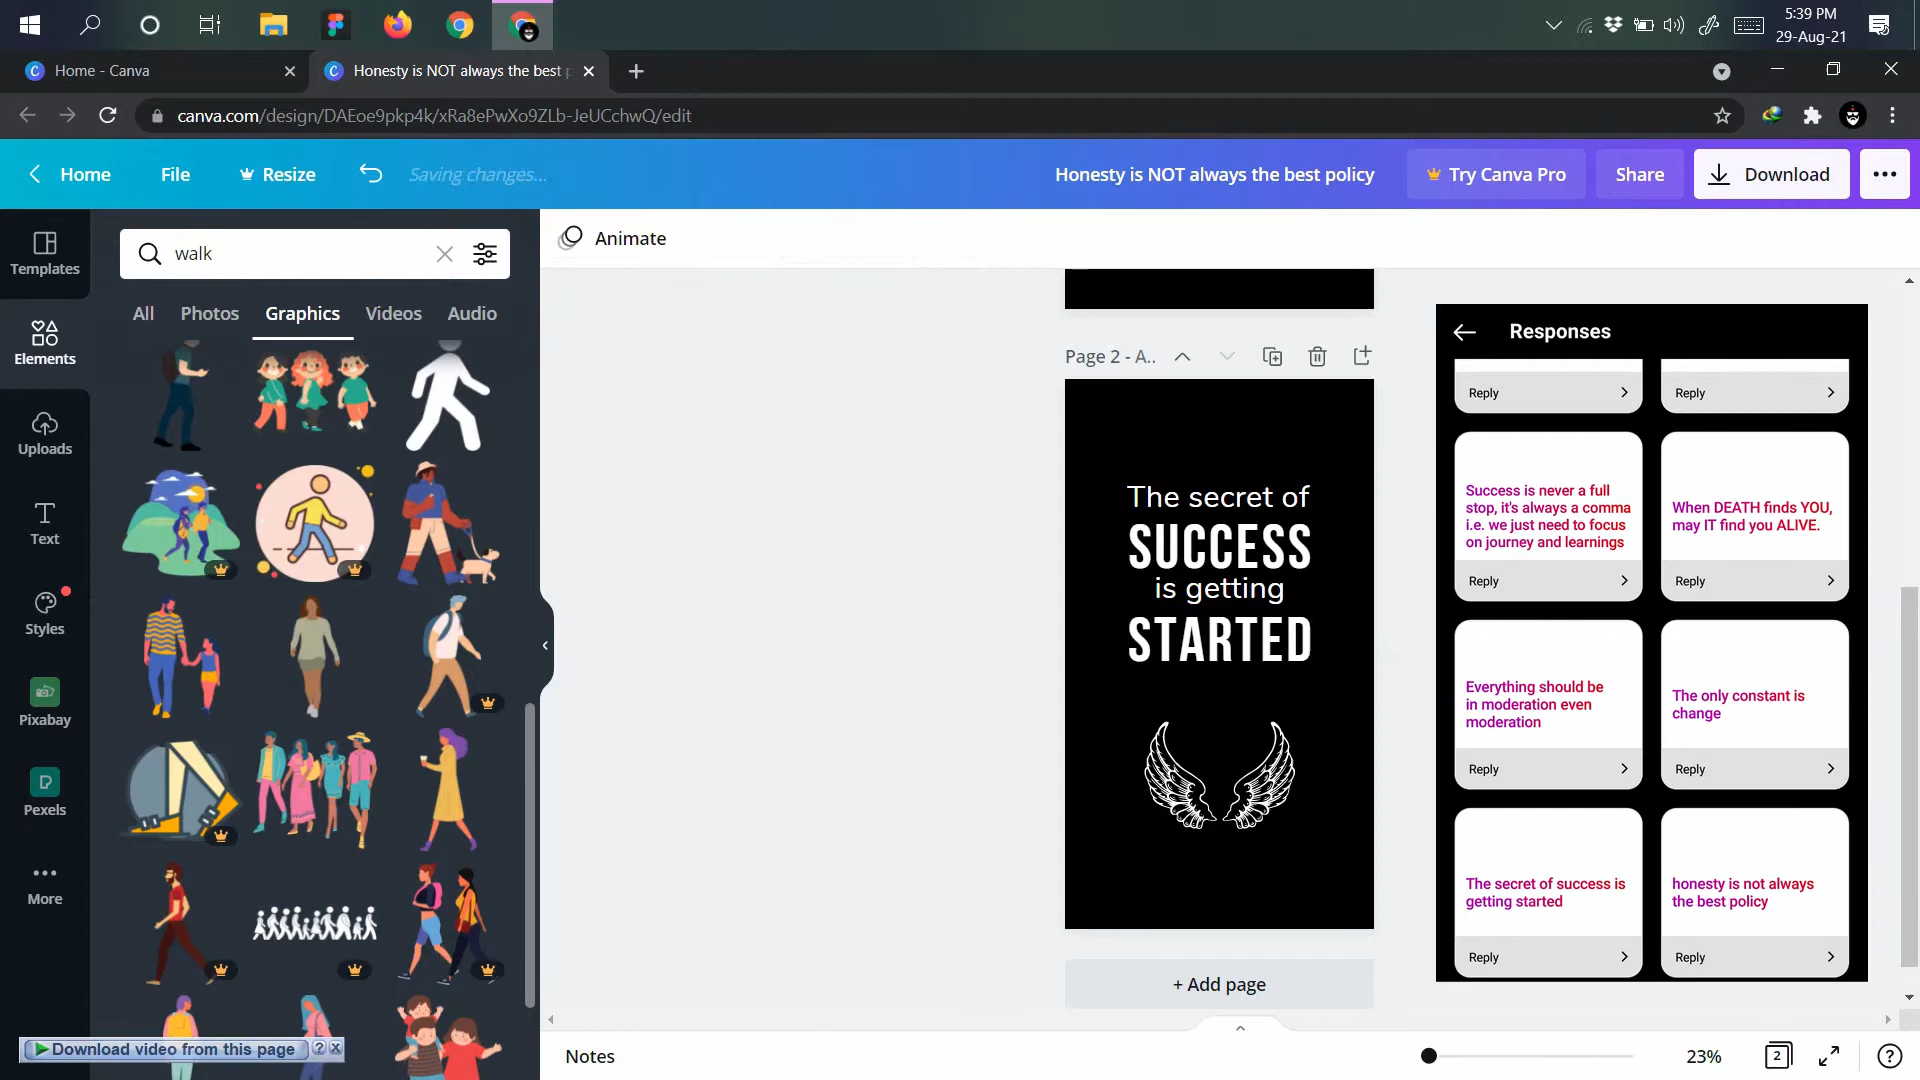 5:39 PM
29-Aug-21
Home - Canva
Honesty is NOT always the best p
canva.com/design/DAEoe9pkp4k/xRa8ePwXo9ZLb-JeUCchwQ/edit
Home
File
Resize
Saving changes...
Honesty is NOT always the best policy
Try Canva Pro
Share
Download
Templates
Elements
Uploads
Text
Styles
Pixabay
Pexels
More
walk
All
Photos
Graphics
Videos
Audio
Animate
Page 2 - A..
The secret of
SUCCESS
is getting
STARTED
+ Add page
Responses
Reply
Reply
Success is never a full
stop, it's always a comma
i.e. we just need to focus
on journey and learnings
Reply
When DEATH finds YOU,
may IT find you ALIVE.
Reply
Everything should be
in moderation even
moderation
Reply
The only constant is
change
Reply
The secret of success is
getting started
Reply
honesty is not always
the best policy
Reply
Download video from this page
Notes
23%
2